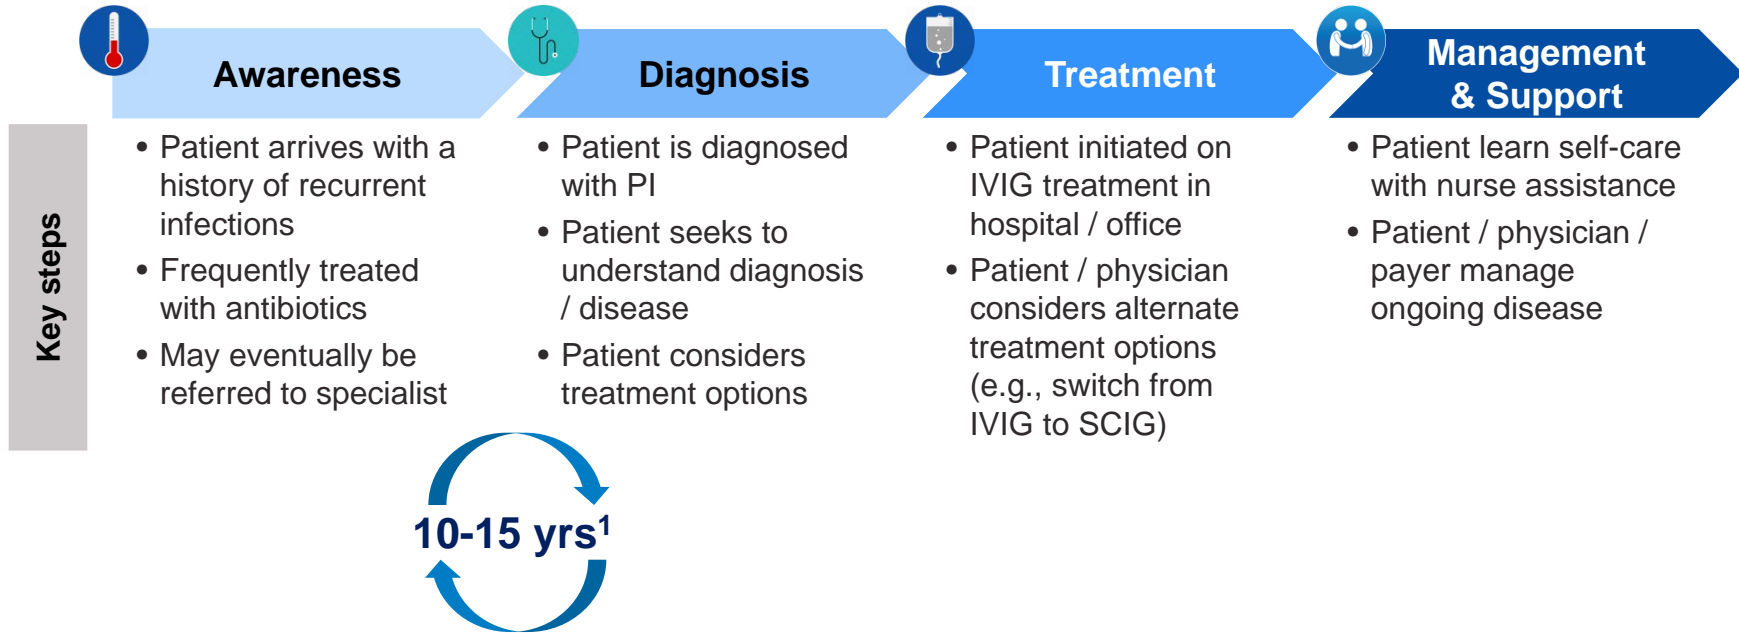 Awareness
Diagnosis
Treatment
Management
& Support
Key steps
• Patient arrives with a
history of recurrent
infections
• Frequently treated
with antibiotics
• May eventually be
referred to specialist
• Patient is diagnosed
with PI
• Patient seeks to
understand diagnosis
/ disease
• Patient considers
treatment options
• Patient initiated on
IVIG treatment in
hospital / office
• Patient / physician
considers alternate
treatment options
(e.g., switch from
IVIG to SCIG)
• Patient learn self-care
with nurse assistance
• Patient / physician /
payer manage
ongoing disease
10-15 yrs¹